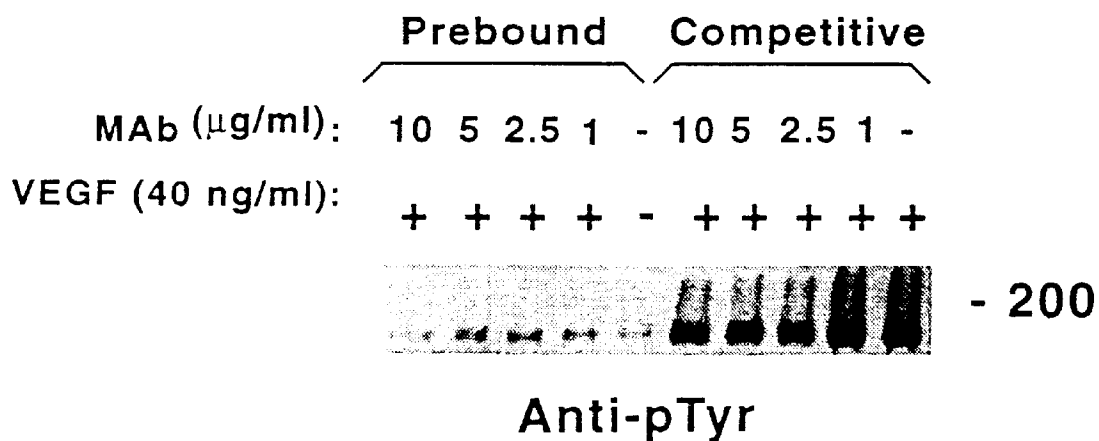 Prebound Competitive
MAb (μg/ml): 10 5 2.5 1 - 10 5 2.5 1 -
VEGF (40 ng/ml): + + + + - + + + + +
- 200
Anti-pTyr